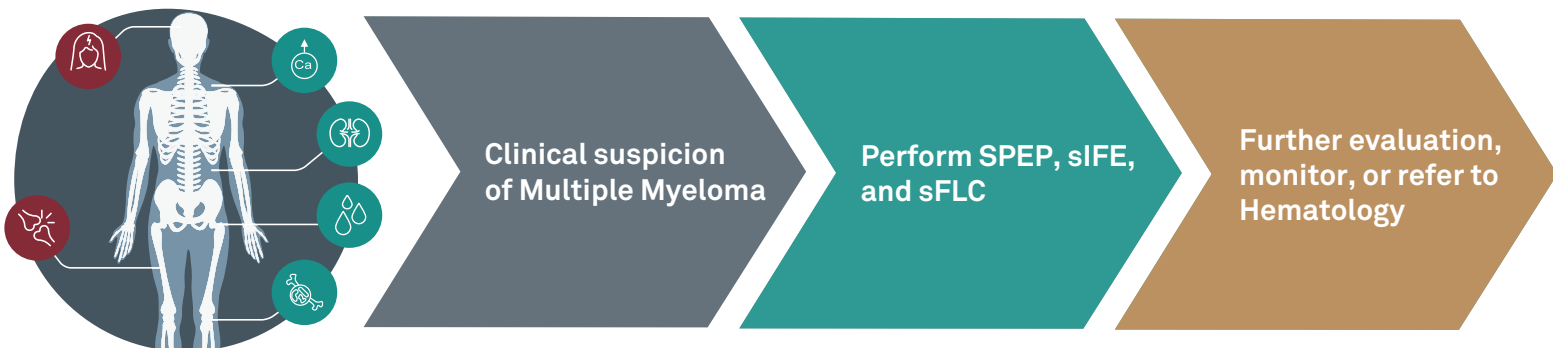 Ca
Clinical suspicion
of Multiple Myeloma
Perform SPEP, sIFE,
and sFLC
Further evaluation,
monitor, or refer to
Hematology